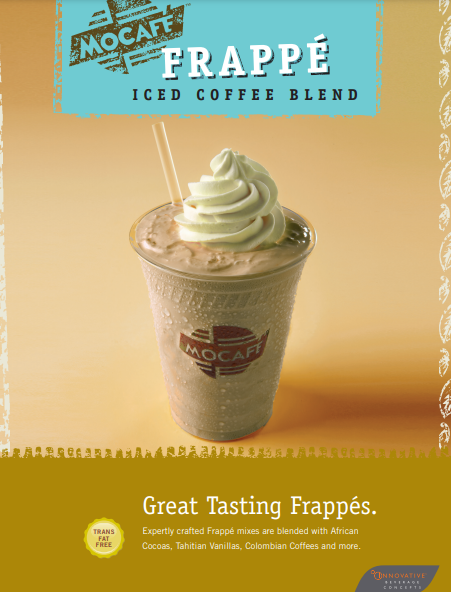 MOCAFE
FRAPPÉ
ICED COFFEE BLEND
MOCAFE
Great Tasting Frappés.
TRANS
FAT
FREE
Expertly crafted Frappé mixes are blended with African
Cocoas, Tahitian Vanillas, Colombian Coffees and more.
INNOVATIVE
BEVERAGE
CONCEPTS